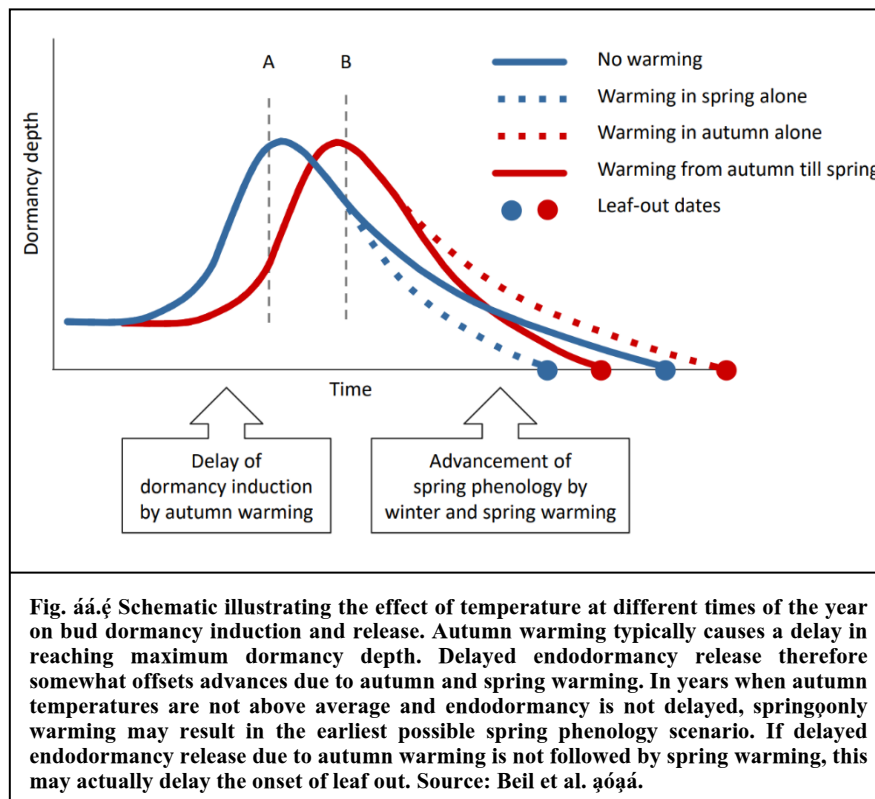 A
B
No warming
Warming in spring alone
Warming in autumn alone
Warming from autumn till spring
Leaf-out dates
Dormancy depth
Time
Delay of
dormancy induction
by autumn warming
Advancement of
spring phenology by
winter and spring warming
Fig. áá.ḙ́ Schematic illustrating the effect of temperature at different times of the year
on bud dormancy induction and release. Autumn warming typically causes a delay in
reaching maximum dormancy depth. Delayed endodormancy release therefore
somewhat offsets advances due to autumn and spring warming. In years when autumn
temperatures are not above average and endodormancy is not delayed, springo̧only
warming may result in the earliest possible spring phenology scenario. If delayed
endodormancy release due to autumn warming is not followed by spring warming, this
may actually delay the onset of leaf out. Source: Beil et al. ą́óą́á.